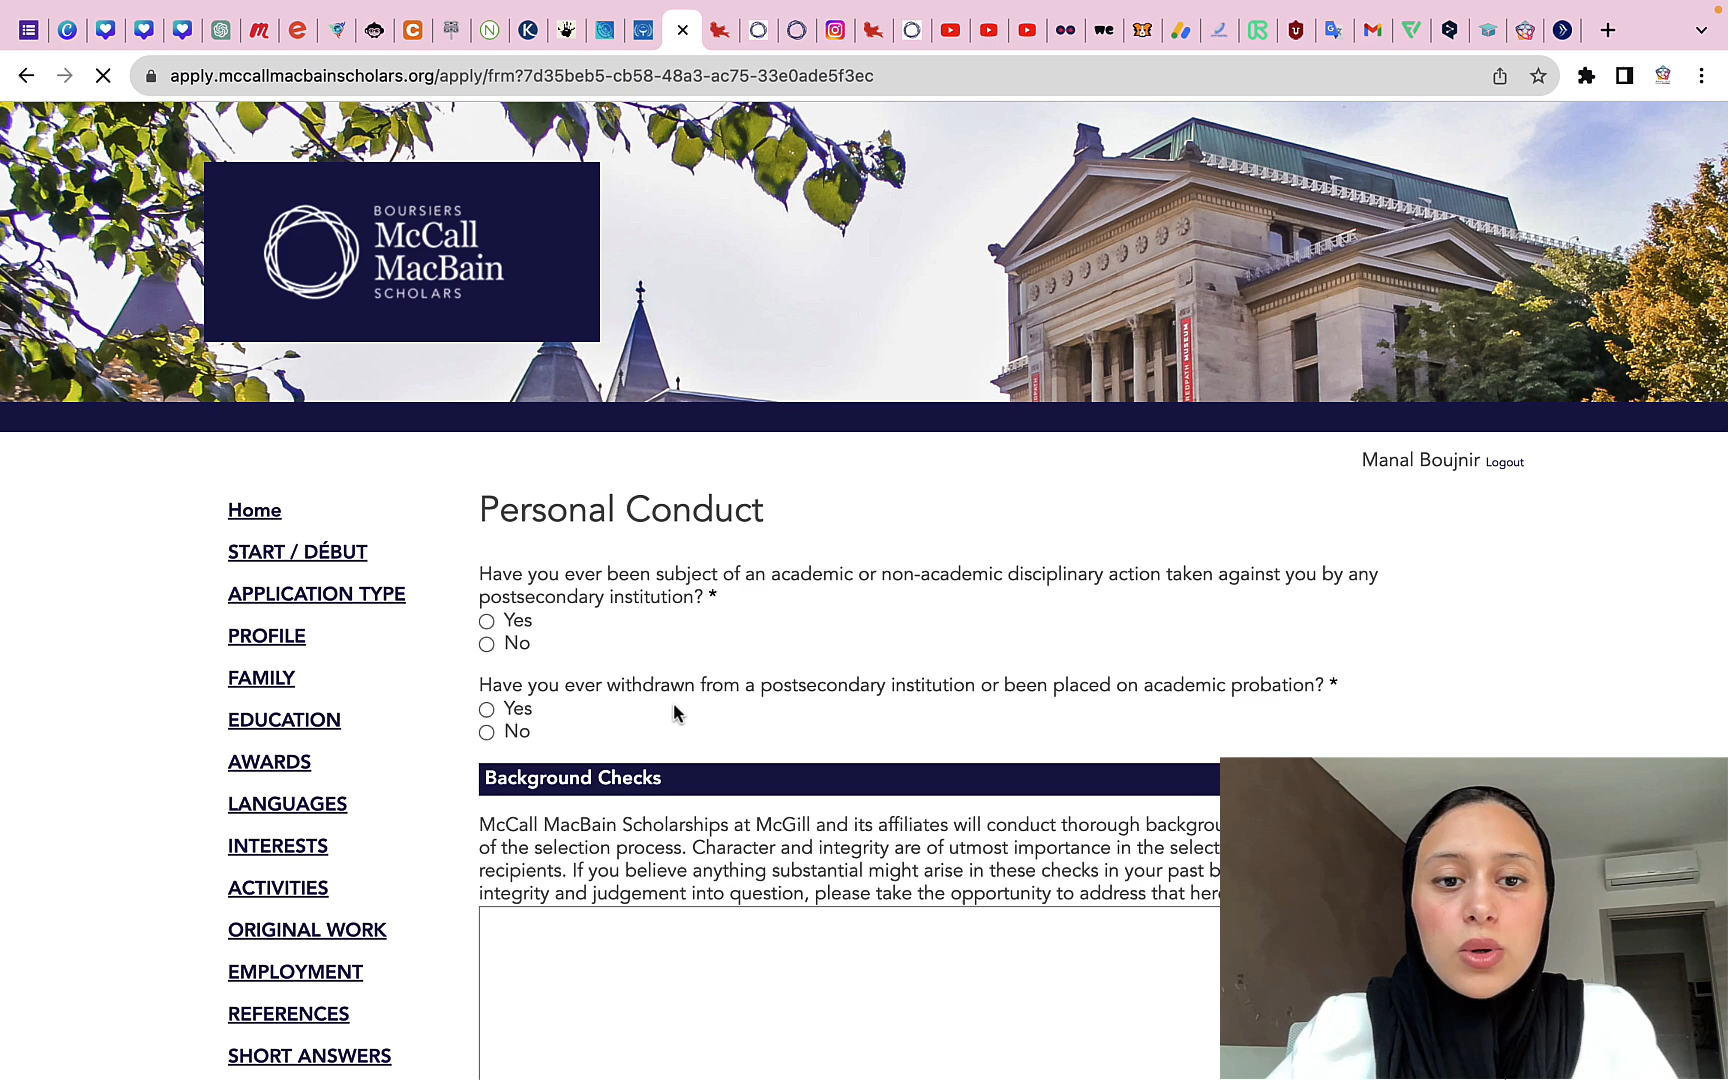 apply.mccallmacbainscholars.org/apply/frm?7d35beb5-cb58-48a3-ac75-33e0ade5f3ec
BOURSIERS
McCall
MacBain
SCHOLARS
Manal Boujnir Logout
Home
START / DÉBUT
APPLICATION TYPE
PROFILE
FAMILY
EDUCATION
AWARDS
LANGUAGES
INTERESTS
ACTIVITIES
ORIGINAL WORK
EMPLOYMENT
REFERENCES
SHORT ANSWERS
Personal Conduct
Have you ever been subject of an academic or non-academic disciplinary action taken against you by any
postsecondary institution? *
Yes
No
Have you ever withdrawn from a postsecondary institution or been placed on academic probation? *
Yes
No
Background Checks
McCall MacBain Scholarships at McGill and its affiliates will conduct thorough
of the selection process. Character and integrity are of utmost importance in the
recipients. If you believe anything substantial might arise in these checks in your past
integrity and judgement into question, please take the opportunity to address that